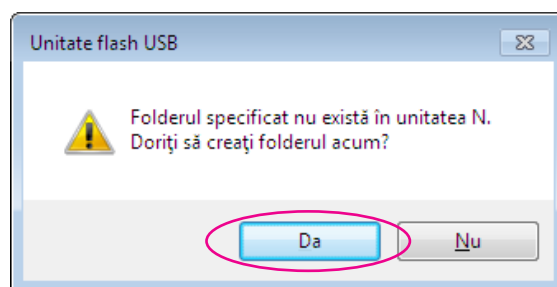 Unitate flash USB
Folderul specificat nu există în unitatea N.
Doriţi să creaţi folderul acum?
Da
Nu